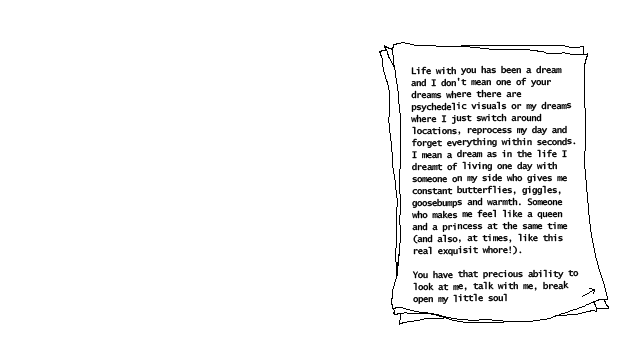 Life with you has been a dream
and I don't mean one of your
dreams where there are
psychedelic visuals or my dreams
where I just switch around
locations, reprocess my day and
forget everything within seconds.
I mean a dream as in the life I
dreamt of living one day with
someone on my side who gives me
constant butterflies, giggles,
goosebumps and warmth. Someone
who makes me feel like a queen
and a princess at the same time
(and also, at times, like this
real exquisit whore!).
You have that precious ability to
look at me, talk with me, break
open my little soul